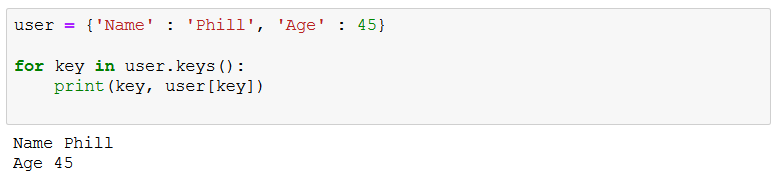 user = {'Name' : 'Phill', 'Age' : 45}
for key in user.keys():
    print(key, user[key])
Name Phill
Age 45